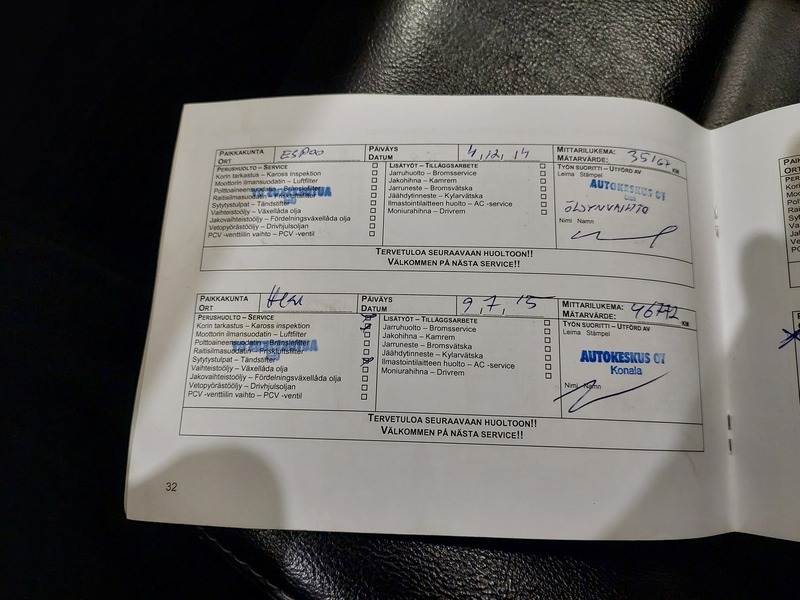 PAIKKAKUNTA ESPOO PÄIVÄYS 4,12,14 MITTARILUKEMA: 35167 KM
ORT DATUM MÄTARVÄRDE:
PERUSHUOLTO – SERVICE LISÄTYÖT – TILLÄGGSARBETE TYÖN SUORITTI – UTFÖRD AV
Korin tarkastus – Kaross inspektion Jarruhuolto – Bromsservice Leima Stämpel
Moottorin ilmansuodatin – Luftfilter Jakohihna – Kamrem AUTOKESKUS OY
Polttoaineensuodatin – Bränslefilter Jarruneste – Bromsvätska
Raitisilmasuodatin – Jäähdytinneste – Kylarvätska ÖLJYNVAIHTO
Sytytystulpat – Tändstift Ilmastointilaitteen huolto – AC -service
Vaihteistoöljy – Växellåda olja Moniurahihna – Drivrem Nimi Namn
Jakovaihteistoöljy – Fördelningsväxellåda olja
Vetopyörästööljy – Drivhjulsoljan
PCV -venttiilin vaihto – PCV -ventil
TERVETULOA SEURAAVAAN HUOLTOON!!
VÄLKOMMEN PÅ NÄSTA SERVICE!!
PAIKKAKUNTA PÄIVÄYS 9,7,15 MITTARILUKEMA: 46772 KM
ORT DATUM MÄTARVÄRDE:
PERUSHUOLTO – SERVICE LISÄTYÖT – TILLÄGGSARBETE TYÖN SUORITTI – UTFÖRD AV
Korin tarkastus – Kaross inspektion Jarruhuolto – Bromsservice Leima Stämpel
Moottorin ilmansuodatin – Luftfilter Jakohihna – Kamrem
Polttoaineensuodatin – Bränslefilter Jarruneste – Bromsvätska AUTOKESKUS OY
Raitisilmasuodatin – Friskluftsfilter Jäähdytinneste – Kylarvätska Konala
Sytytystulpat – Tändstift Ilmastointilaitteen huolto – AC -service
Vaihteistoöljy – Växellåda olja Moniurahihna – Drivrem Nimi Namn
Jakovaihteistoöljy – Fördelningsväxellåda olja
Vetopyörästööljy – Drivhjulsoljan
PCV -venttiilin vaihto – PCV -ventil
TERVETULOA SEURAAVAAN HUOLTOON!!
VÄLKOMMEN PÅ NÄSTA SERVICE!!
32